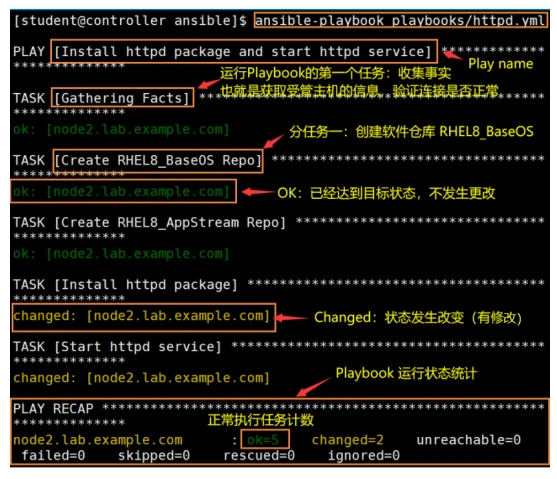 [student@controller ansible]$ ansible-playbook playbooks/httpd.yml
PLAY [Install httpd package and start httpd service] *************
*************
Play name
运行Playbook的第一个任务：收集事实
也就是获取受管主机的信息，验证连接是否正常
TASK [Gathering Facts] *******************************************
*************
ok: [node2.lab.example.com]
分任务一：创建软件仓库 RHEL8_BaseOS
TASK [Create RHEL8_BaseOS Repo] **********************************
*************
ok: [node2.lab.example.com]
OK：已经达到目标状态，不发生更改
TASK [Create RHEL8_AppStream Repo] *******************************
*************
ok: [node2.lab.example.com]
TASK [Install httpd package] *************************************
*************
changed: [node2.lab.example.com]
Changed：状态发生改变（有修改）
TASK [Start httpd service] ***************************************
*************
changed: [node2.lab.example.com]
Playbook 运行状态统计
PLAY RECAP *******************************************************
*************
正常执行任务计数
node2.lab.example.com : ok=5 changed=2 unreachable=0
failed=0 skipped=0 rescued=0 ignored=0